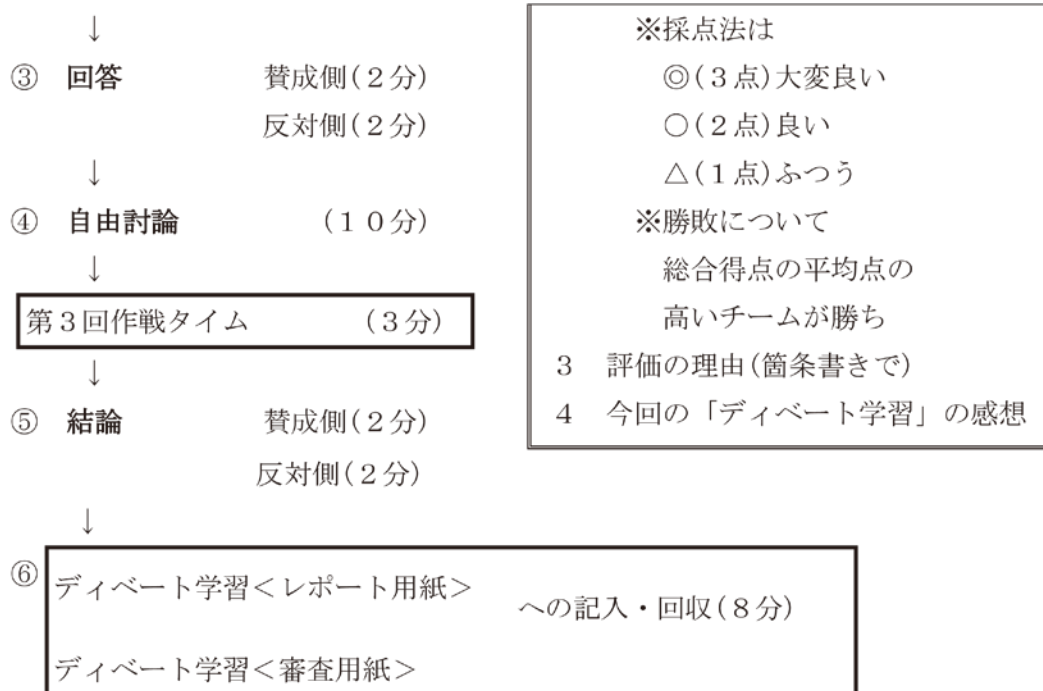 ↓
③ 回答 賛成側(2分)
反対側(2分)
↓
④ 自由討論 (10分)
↓
第3回作戦タイム (3分)
↓
⑤ 結論 賛成側(2分)
反対側(2分)
↓
⑥ ディベート学習<レポート用紙>
への記入・回収(8分)
ディベート学習<審査用紙>
※採点法は
◎(3点)大変良い
○(2点)良い
△(1点)ふつう
※勝敗について
総合得点の平均点の
高いチームが勝ち
3 評価の理由(箇条書きで)
4 今回の「ディベート学習」の感想